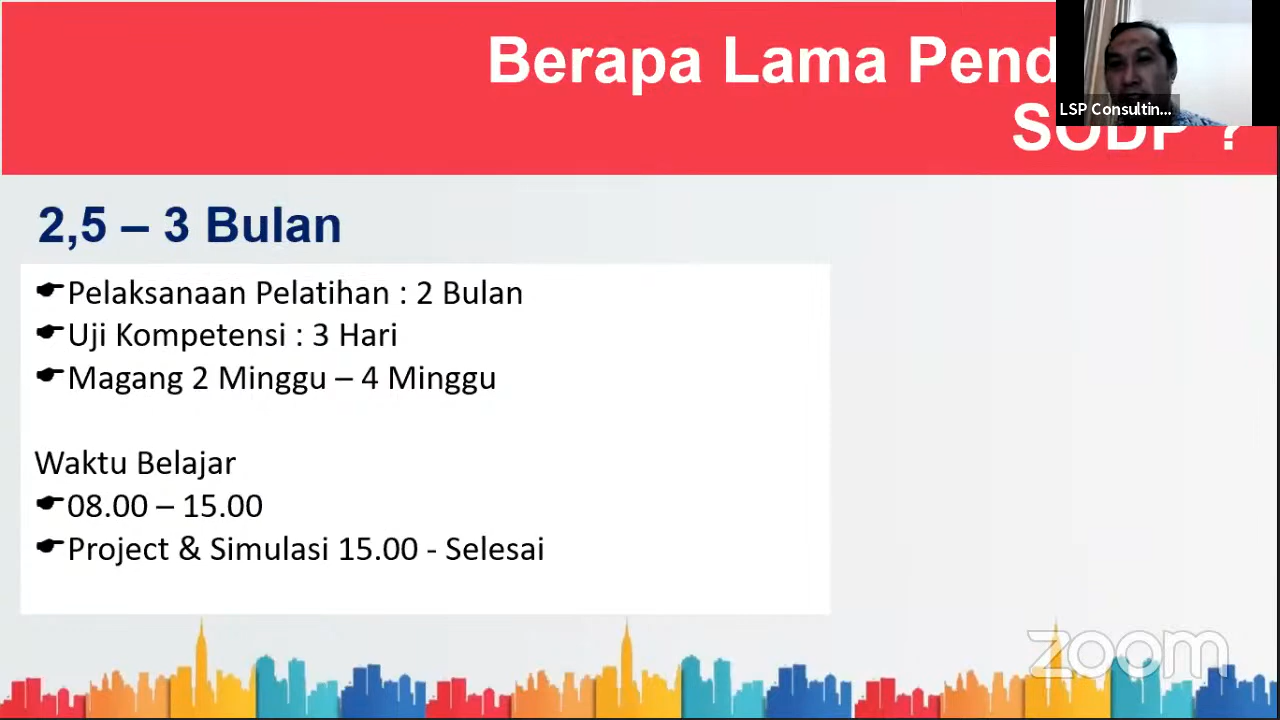 Berapa Lama Pend
SODP ?
LSP Consultin...
2,5 – 3 Bulan
Pelaksanaan Pelatihan : 2 Bulan
Uji Kompetensi : 3 Hari
Magang 2 Minggu – 4 Minggu
Waktu Belajar
08.00 – 15.00
Project & Simulasi 15.00 - Selesai
zoom